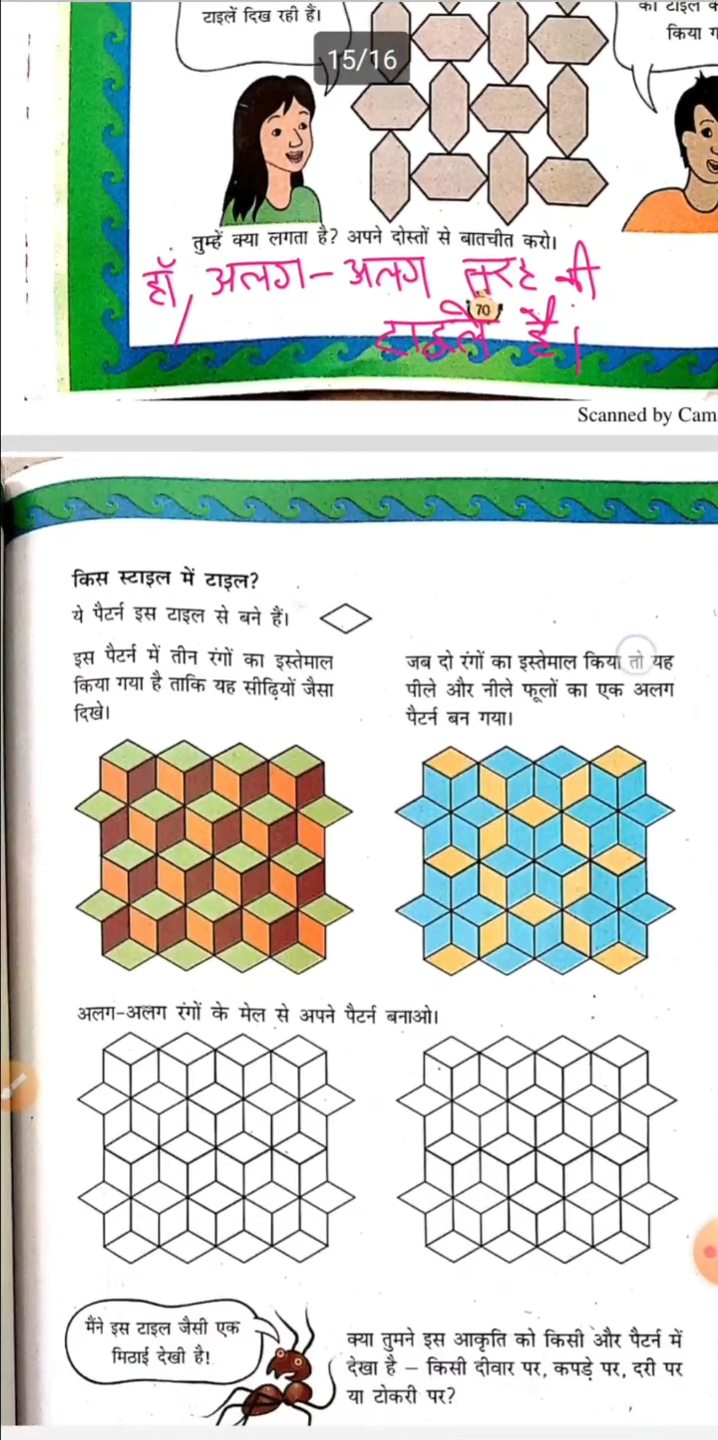 टाइलें दिख रही हैं।
किया
15/16
तुम्हें क्या लगता है? अपने दोस्तों से बातचीत करो।
हाँ, अलग-अलग तरह की
70
टाइलें हैं।
Scanned by Cam
किस स्टाइल में टाइल?
ये पैटर्न इस टाइल से बने हैं।
इस पैटर्न में तीन रंगों का इस्तेमाल
किया गया है ताकि यह सीढ़ियों जैसा
दिखे।
जब दो रंगों का इस्तेमाल किया तो यह
पीले और नीले फूलों का एक अलग
पैटर्न बन गया।
अलग-अलग रंगों के मेल से अपने पैटर्न बनाओ।
मैंने इस टाइल जैसी एक
मिठाई देखी है!
क्या तुमने इस आकृति को किसी और पैटर्न में
देखा है – किसी दीवार पर, कपड़े पर, दरी पर
या टोकरी पर?